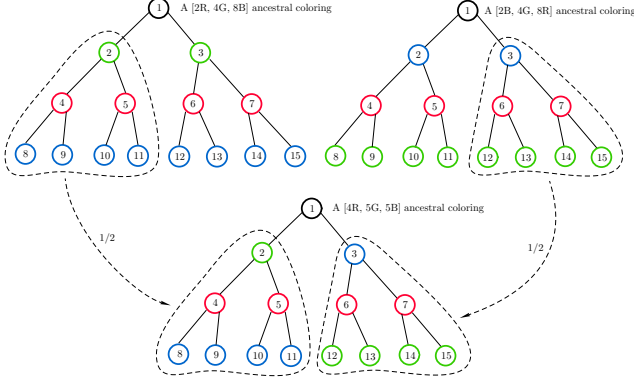 1 A [2R, 4G, 8B] ancestral coloring
2 3
4 5 6 7
8 9 10 11 12 13 14 15
1 A [2B, 4G, 8R] ancestral coloring
2 3
4 5 6 7
8 9 10 11 12 13 14 15
1/2
1/2
1 A [4R, 5G, 5B] ancestral coloring
2 3
4 5 6 7
8 9 10 11 12 13 14 15